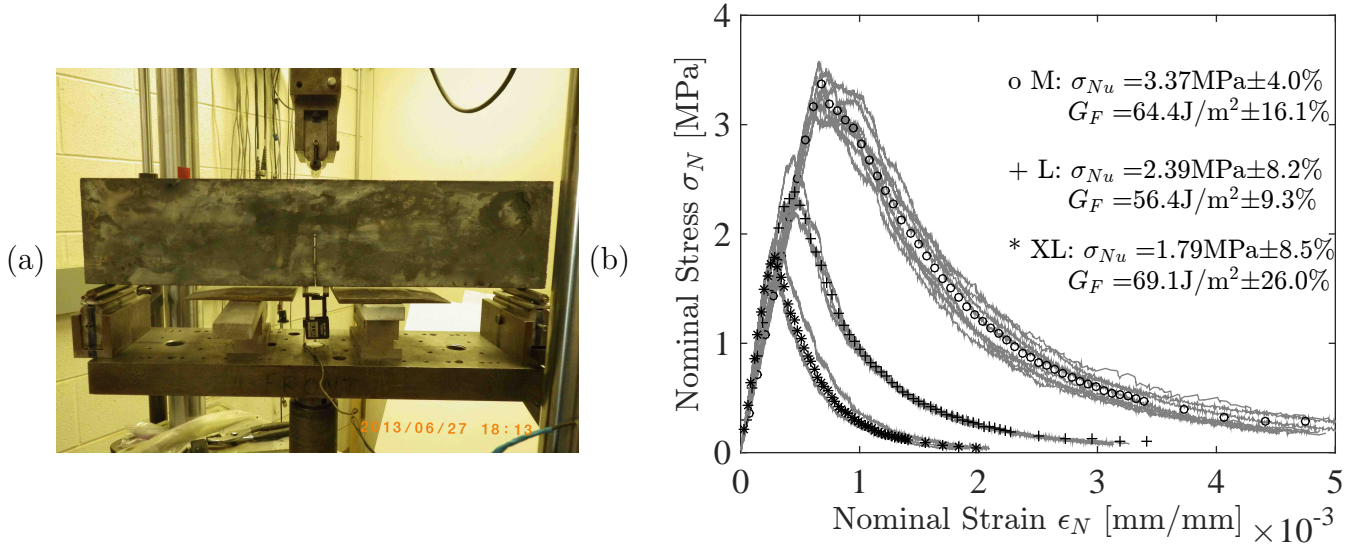 (a)
2013/06/27 18:13
(b)
Nominal Stress σ_N [MPa]
4
3
2
1
0
o M: σ_Nu =3.37MPa±4.0%
G_F =64.4J/m²±16.1%
+ L: σ_Nu =2.39MPa±8.2%
G_F =56.4J/m²±9.3%
* XL: σ_Nu =1.79MPa±8.5%
G_F =69.1J/m²±26.0%
0 1 2 3 4 5
Nominal Strain ϵ_N [mm/mm] ×10⁻³